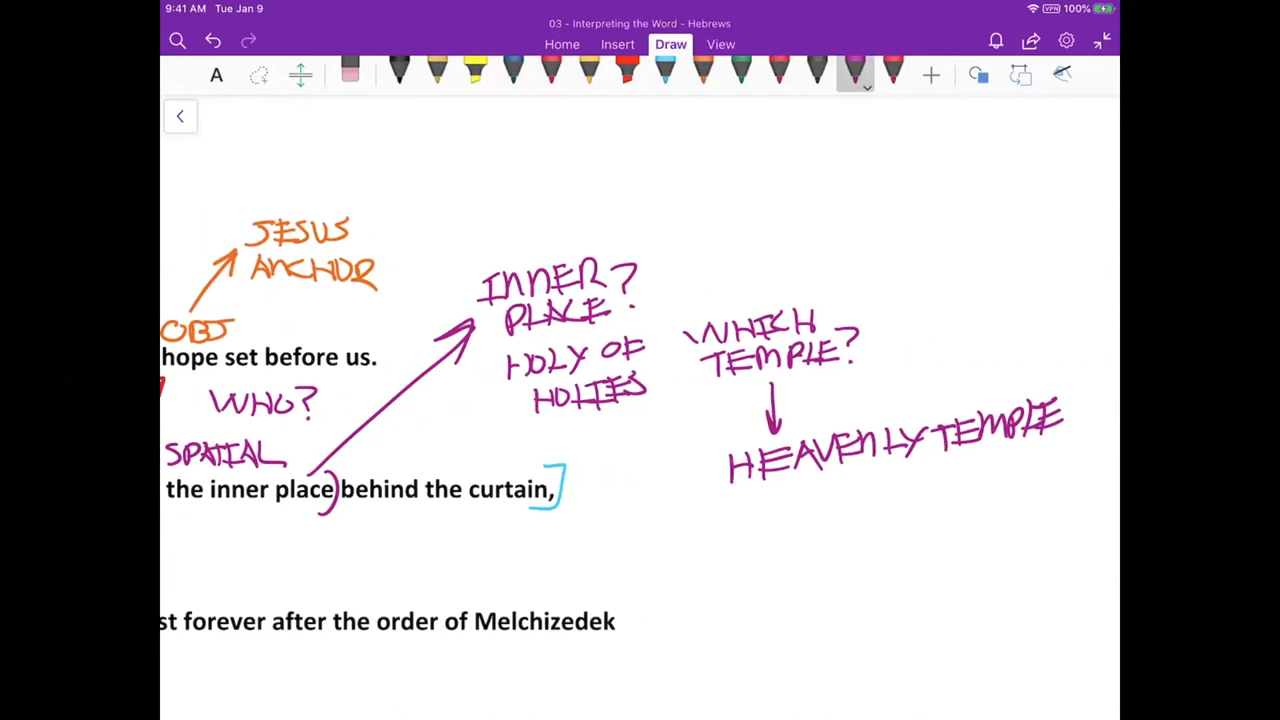 9:41 AM Tue Jan 9
VPN 100%
03 - Interpreting the Word - Hebrews
Home Insert Draw View
A
JESUS
ANCHOR
OBJ
hope set before us.
WHO?
SPATIAL
the inner place) behind the curtain,]
INNER?
PLACE.
HOLY OF
HOLIES
WHICH
TEMPLE?
HEAVENLY TEMPLE
st forever after the order of Melchizedek